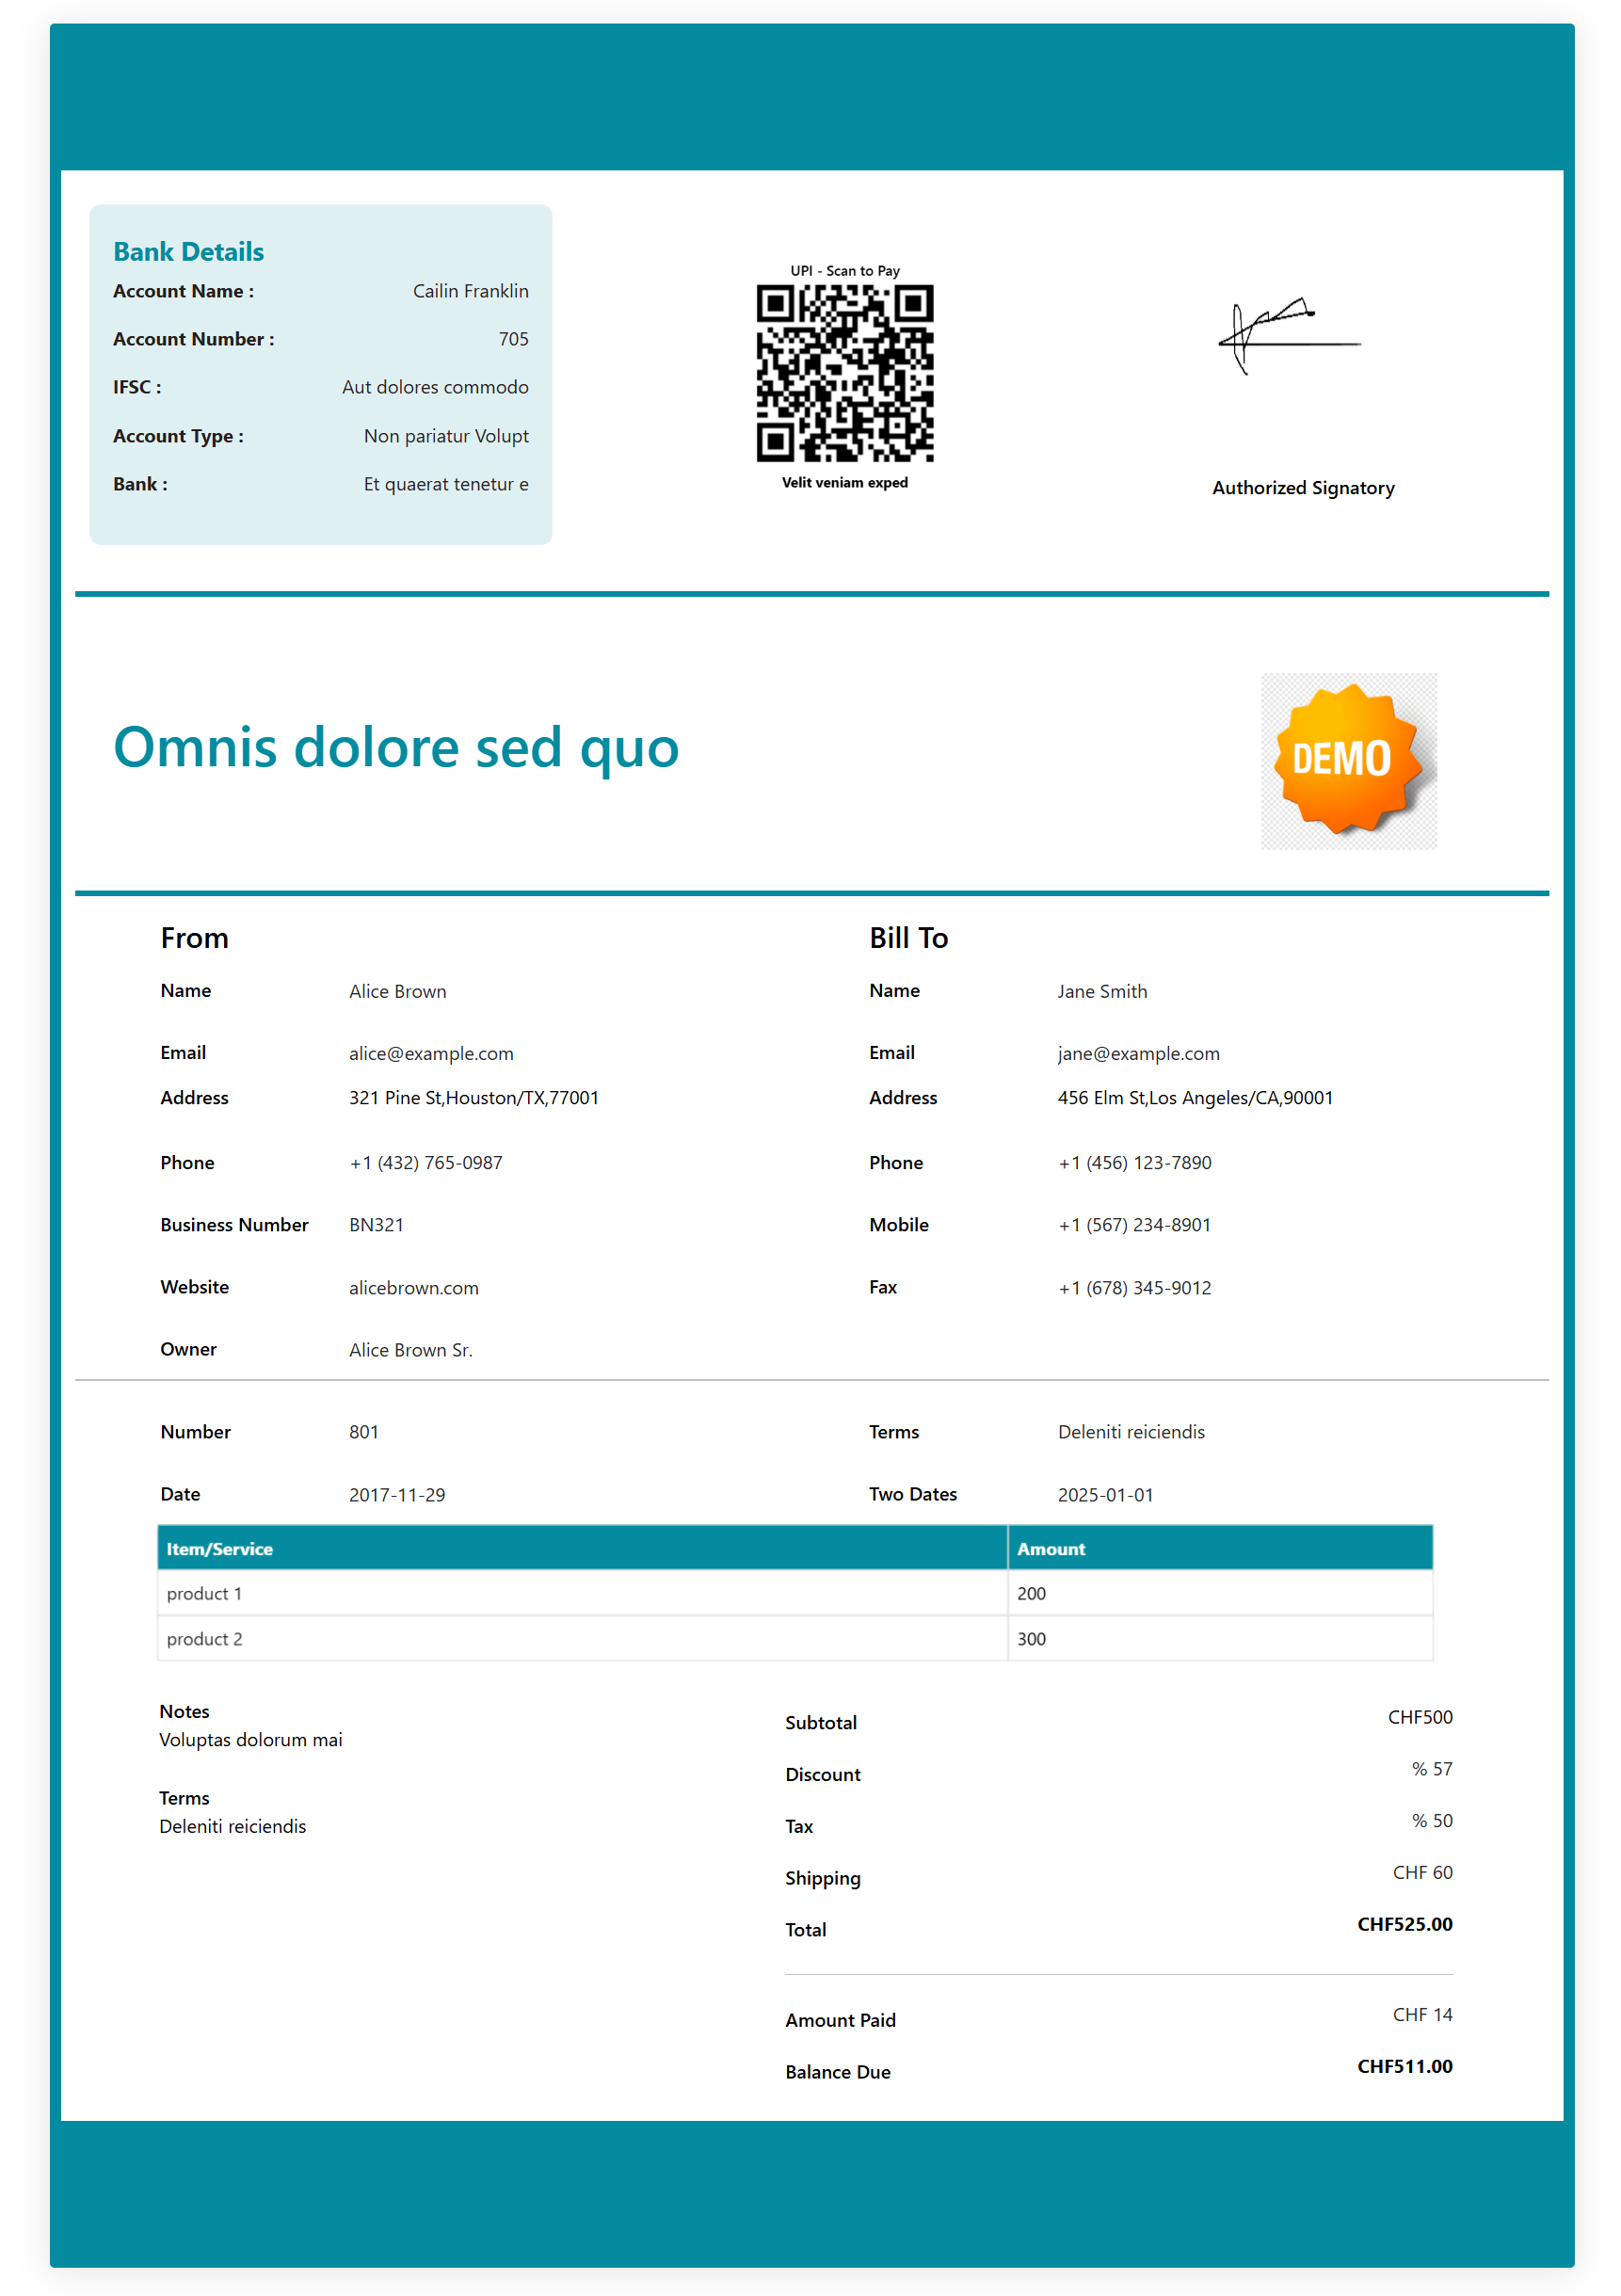 Bank Details
Account Name : Cailin Franklin
Account Number : 705
IFSC : Aut dolores commodo
Account Type : Non pariatur Volupt
Bank : Et quaerat tenetur e
UPI - Scan to Pay
Velit veniam exped
Authorized Signatory
Omnis dolore sed quo
DEMO
From
Name Alice Brown
Email alice@example.com
Address 321 Pine St,Houston/TX,77001
Phone +1 (432) 765-0987
Business Number BN321
Website alicebrown.com
Owner Alice Brown Sr.
Bill To
Name Jane Smith
Email jane@example.com
Address 456 Elm St,Los Angeles/CA,90001
Phone +1 (456) 123-7890
Mobile +1 (567) 234-8901
Fax +1 (678) 345-9012
Number 801
Date 2017-11-29
Terms Deleniti reiciendis
Two Dates 2025-01-01
Item/Service Amount
product 1 200
product 2 300
Notes
Voluptas dolorum mai
Terms
Deleniti reiciendis
Subtotal CHF500
Discount % 57
Tax % 50
Shipping CHF 60
Total CHF525.00
Amount Paid CHF 14
Balance Due CHF511.00